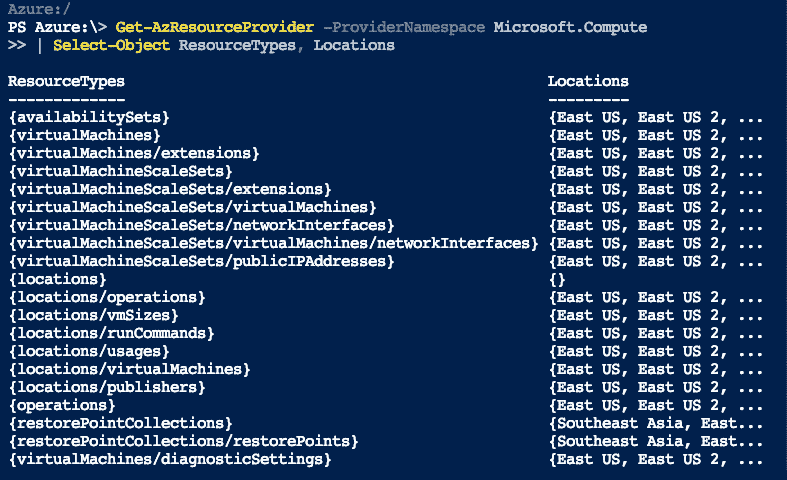 Azure:/
PS Azure:\> Get-AzResourceProvider -ProviderNamespace Microsoft.Compute
>> | Select-Object ResourceTypes, Locations
ResourceTypes Locations
------------- ---------
{availabilitySets} {East US, East US 2, ...
{virtualMachines} {East US, East US 2, ...
{virtualMachines/extensions} {East US, East US 2, ...
{virtualMachineScaleSets} {East US, East US 2, ...
{virtualMachineScaleSets/extensions} {East US, East US 2, ...
{virtualMachineScaleSets/virtualMachines} {East US, East US 2, ...
{virtualMachineScaleSets/networkInterfaces} {East US, East US 2, ...
{virtualMachineScaleSets/virtualMachines/networkInterfaces} {East US, East US 2, ...
{virtualMachineScaleSets/publicIPAddresses} {East US, East US 2, ...
{locations} {}
{locations/operations} {East US, East US 2, ...
{locations/vmSizes} {East US, East US 2, ...
{locations/runCommands} {East US, East US 2, ...
{locations/usages} {East US, East US 2, ...
{locations/virtualMachines} {East US, East US 2, ...
{locations/publishers} {East US, East US 2, ...
{operations} {East US, East US 2, ...
{restorePointCollections} {Southeast Asia, East...
{restorePointCollections/restorePoints} {Southeast Asia, East...
{virtualMachines/diagnosticSettings} {East US, East US 2, ...